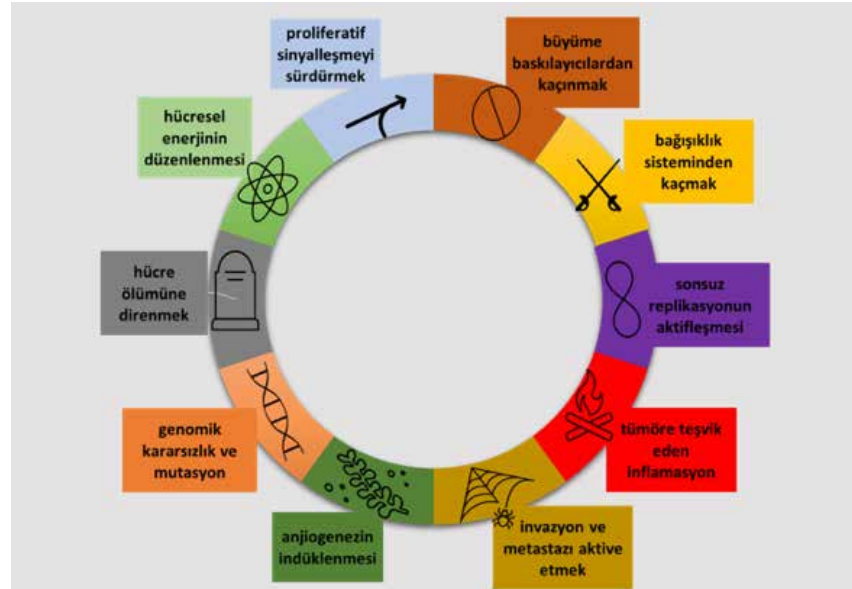 proliferatif
sinyalleşmeyi
sürdürmek
büyüme
baskılayıcılardan
kaçınmak
bağışıklık
sisteminden
kaçmak
sonsuz
replikasyonun
aktifleşmesi
tümöre teşvik
eden
inflamasyon
invazyon ve
metastazı aktive
etmek
anjiogenezin
indüklenmesi
genomik
kararsızlık ve
mutasyon
hücre
ölümüne
direnmek
hücresel
enerjinin
düzenlenmesi